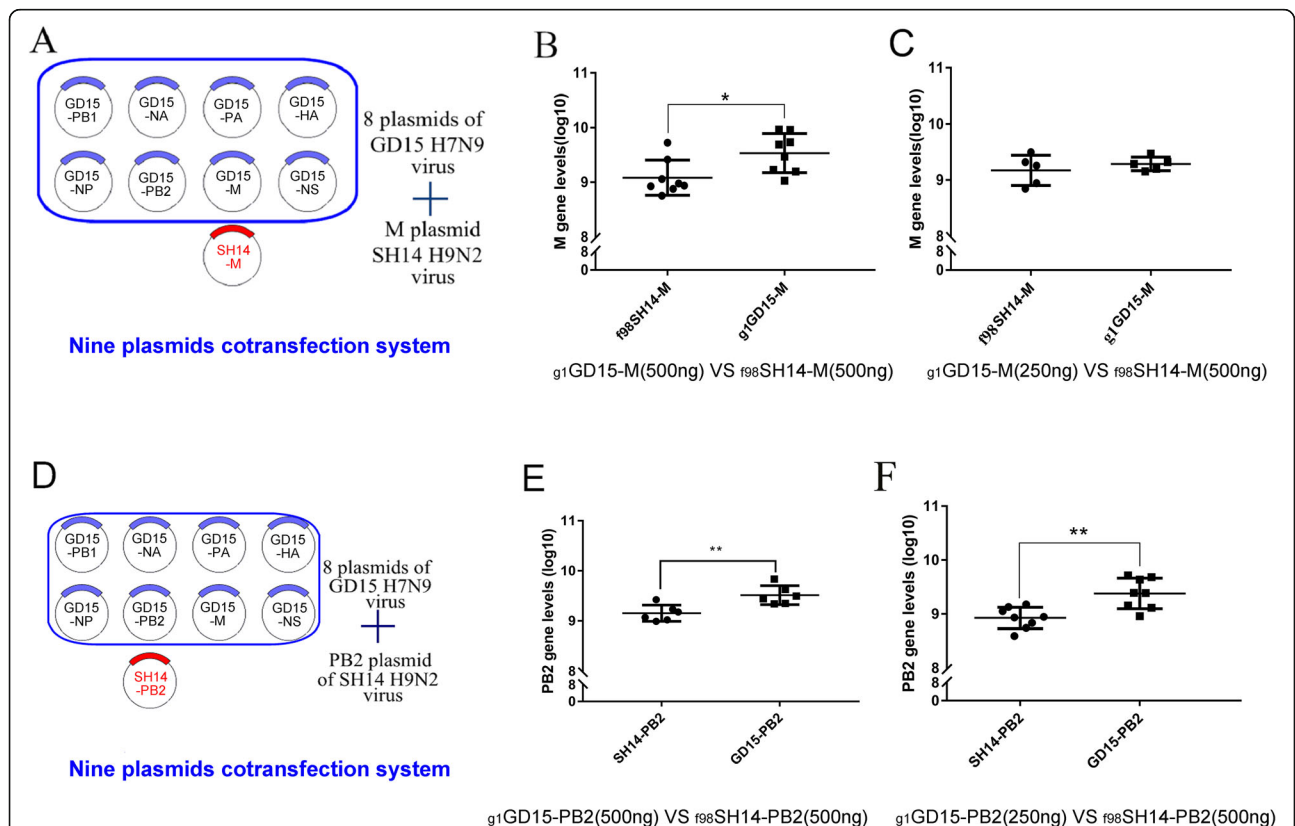 A
GD15
-PB1
GD15
-NA
GD15
-PA
GD15
-HA
GD15
-NP
GD15
-PB2
GD15
-M
GD15
-NS
SH14
-M
8 plasmids of
GD15 H7N9
virus
M plasmid
SH14 H9N2
virus
Nine plasmids cotransfection system
B
M gene levels(log10)
11
10
9
8
8
0
*
f98SH14-M
g1GD15-M
g1GD15-M(500ng) VS f98SH14-M(500ng)
C
M gene levels(log10)
11
10
9
8
8
0
f98SH14-M
g1GD15-M
g1GD15-M(250ng) VS f98SH14-M(500ng)
D
GD15
-PB1
GD15
-NA
GD15
-PA
GD15
-HA
GD15
-NP
GD15
-PB2
GD15
-M
GD15
-NS
SH14
-PB2
8 plasmids of
GD15 H7N9
virus
PB2 plasmid
of SH14 H9N2
virus
Nine plasmids cotransfection system
E
PB2 gene levels (log10)
11
10
9
8
8
0
**
SH14-PB2
GD15-PB2
g1GD15-PB2(500ng) VS f98SH14-PB2(500ng)
F
PB2 gene levels (log10)
11
10
9
8
8
0
**
SH14-PB2
GD15-PB2
g1GD15-PB2(250ng) VS f98SH14-PB2(500ng)